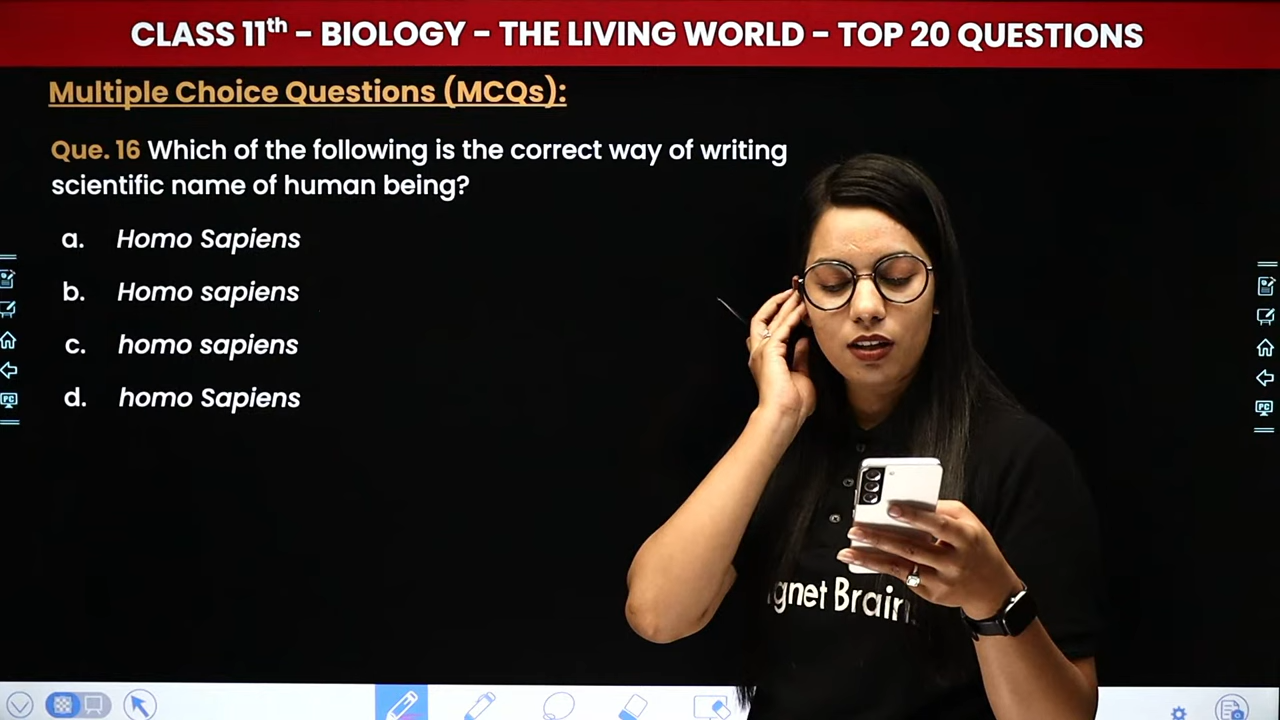 CLASS 11th – BIOLOGY – THE LIVING WORLD – TOP 20 QUESTIONS
Multiple Choice Questions (MCQs):
Que. 16 Which of the following is the correct way of writing
scientific name of human being?
a. Homo Sapiens
b. Homo sapiens
c. homo sapiens
d. homo Sapiens
PC
PC
gnet Brain